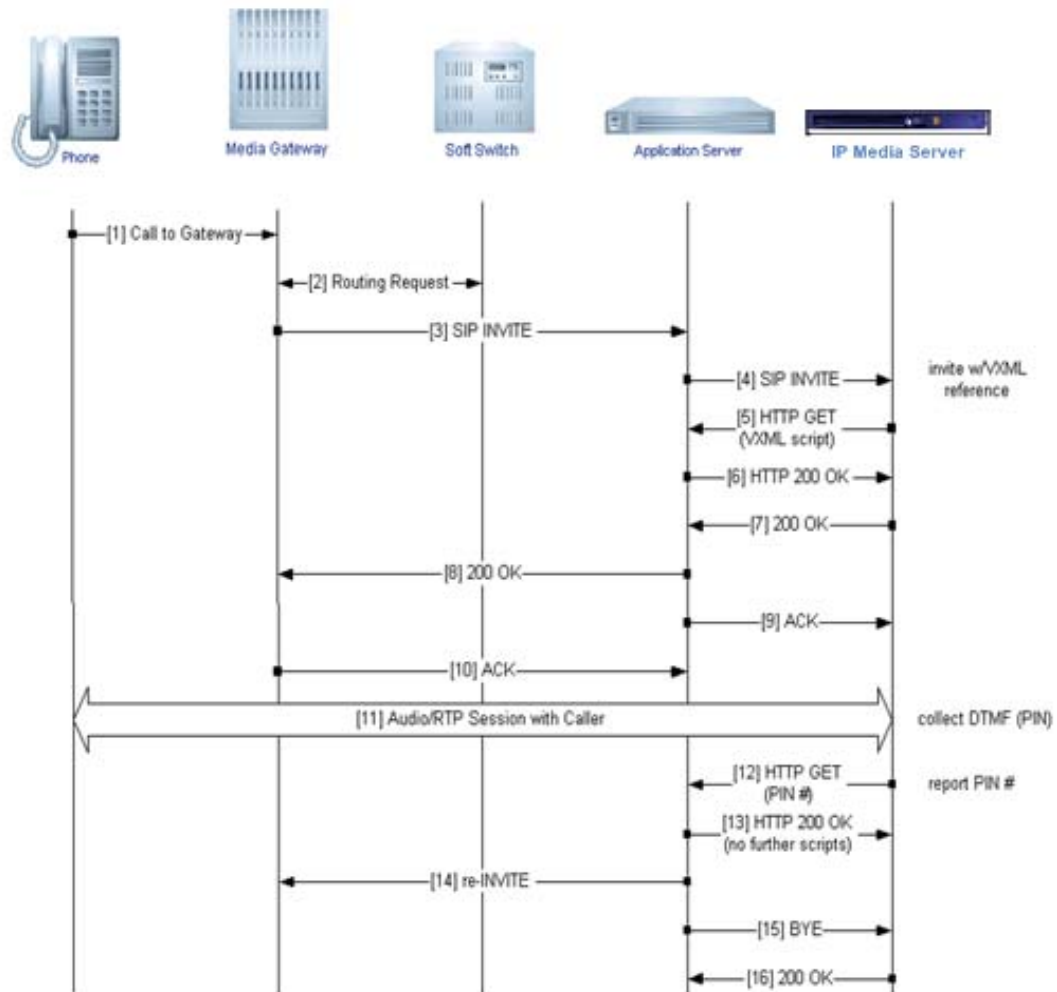 Phone
Media Gateway
Soft Switch
Application Server
IP Media Server
[1] Call to Gateway
[2] Routing Request
[3] SIP INVITE
[4] SIP INVITE
invite w/VXML
reference
[5] HTTP GET
(VXML script)
[6] HTTP 200 OK
[7] 200 OK
[8] 200 OK
[9] ACK
[10] ACK
[11] Audio/RTP Session with Caller
collect DTMF (PIN)
[12] HTTP GET
(PIN #)
report PIN #
[13] HTTP 200 OK
(no further scripts)
[14] re-INVITE
[15] BYE
[16] 200 OK